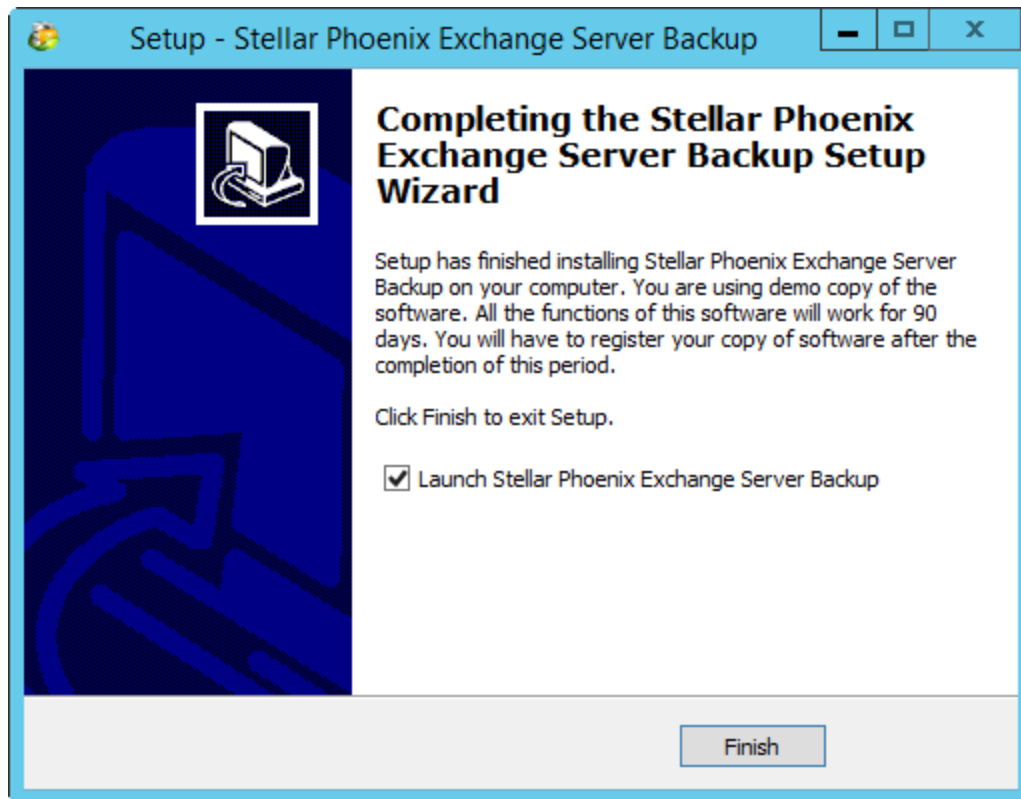 Setup - Stellar Phoenix Exchange Server Backup
Completing the Stellar Phoenix
Exchange Server Backup Setup
Wizard
Setup has finished installing Stellar Phoenix Exchange Server
Backup on your computer. You are using demo copy of the
software. All the functions of this software will work for 90
days. You will have to register your copy of software after the
completion of this period.
Click Finish to exit Setup.
Launch Stellar Phoenix Exchange Server Backup
Finish